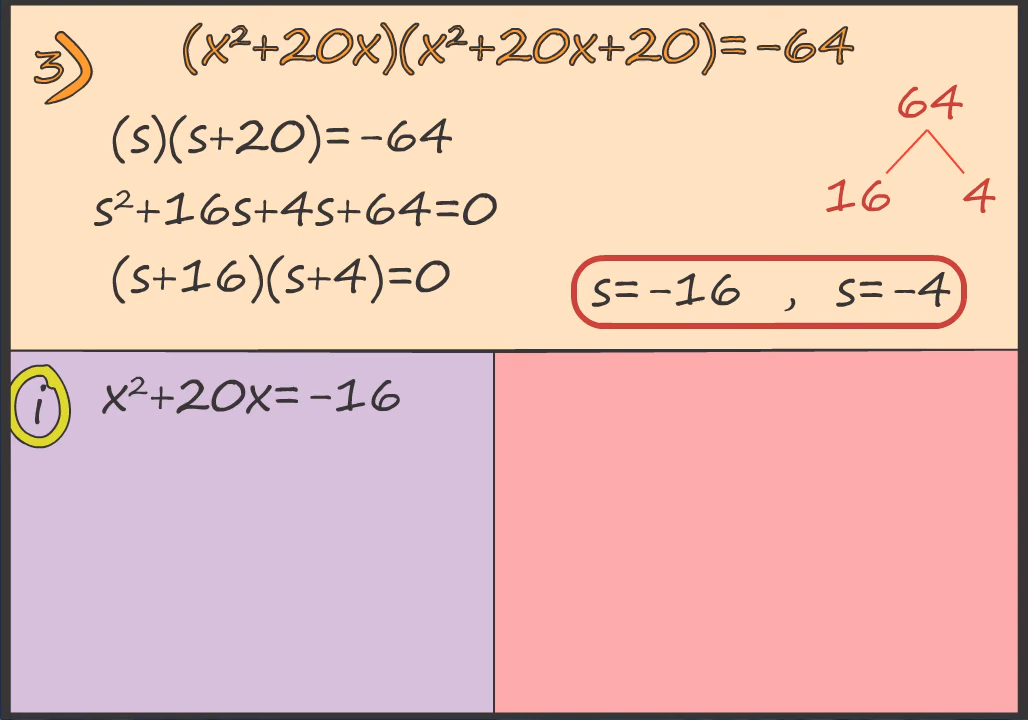 3) (x²+20x)(x²+20x+20)=-64
(s)(s+20)=-64
s²+16s+4s+64=0
(s+16)(s+4)=0
64
16 4
s=-16 , s=-4
i x²+20x=-16